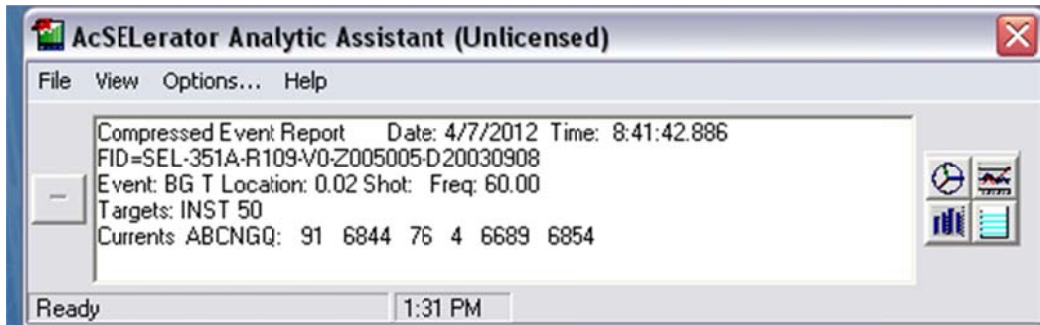 AcSELerator Analytic Assistant (Unlicensed)
File View Options... Help
Compressed Event Report Date: 4/7/2012 Time: 8:41:42.886
FID=SEL-351A-R109-V0-Z005005-D20030908
Event: BG T Location: 0.02 Shot: Freq: 60.00
Targets: INST 50
Currents ABCNGQ: 91 6844 76 4 6689 6854
Ready 1:31 PM